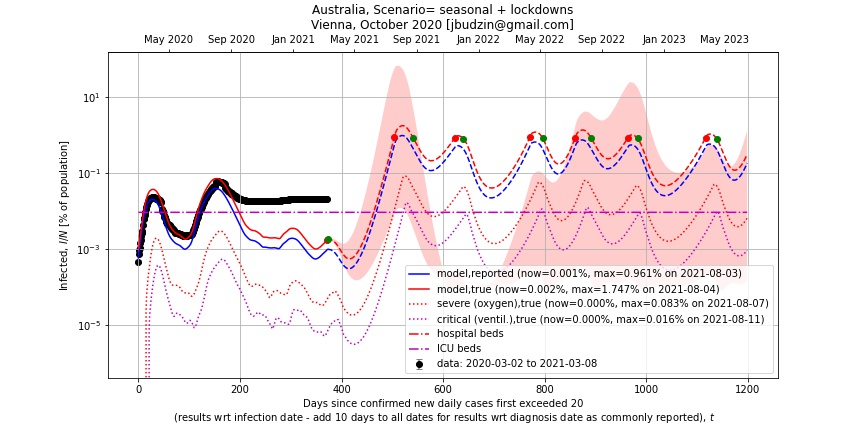 Australia, Scenario= seasonal + lockdowns
Vienna, October 2020 [jbudzin@gmail.com]
May 2020 Sep 2020 Jan 2021 May 2021 Sep 2021 Jan 2022 May 2022 Sep 2022 Jan 2023 May 2023
Infected, I/N [% of population]
10¹
10⁻¹
10⁻³
10⁻⁵
model,reported (now=0.001%, max=0.961% on 2021-08-03)
model,true (now=0.002%, max=1.747% on 2021-08-04)
severe (oxygen),true (now=0.000%, max=0.083% on 2021-08-07)
critical (ventil.),true (now=0.000%, max=0.016% on 2021-08-11)
hospital beds
ICU beds
data: 2020-03-02 to 2021-03-08
0 200 400 600 800 1000 1200
Days since confirmed new daily cases first exceeded 20
(results wrt infection date - add 10 days to all dates for results wrt diagnosis date as commonly reported), t